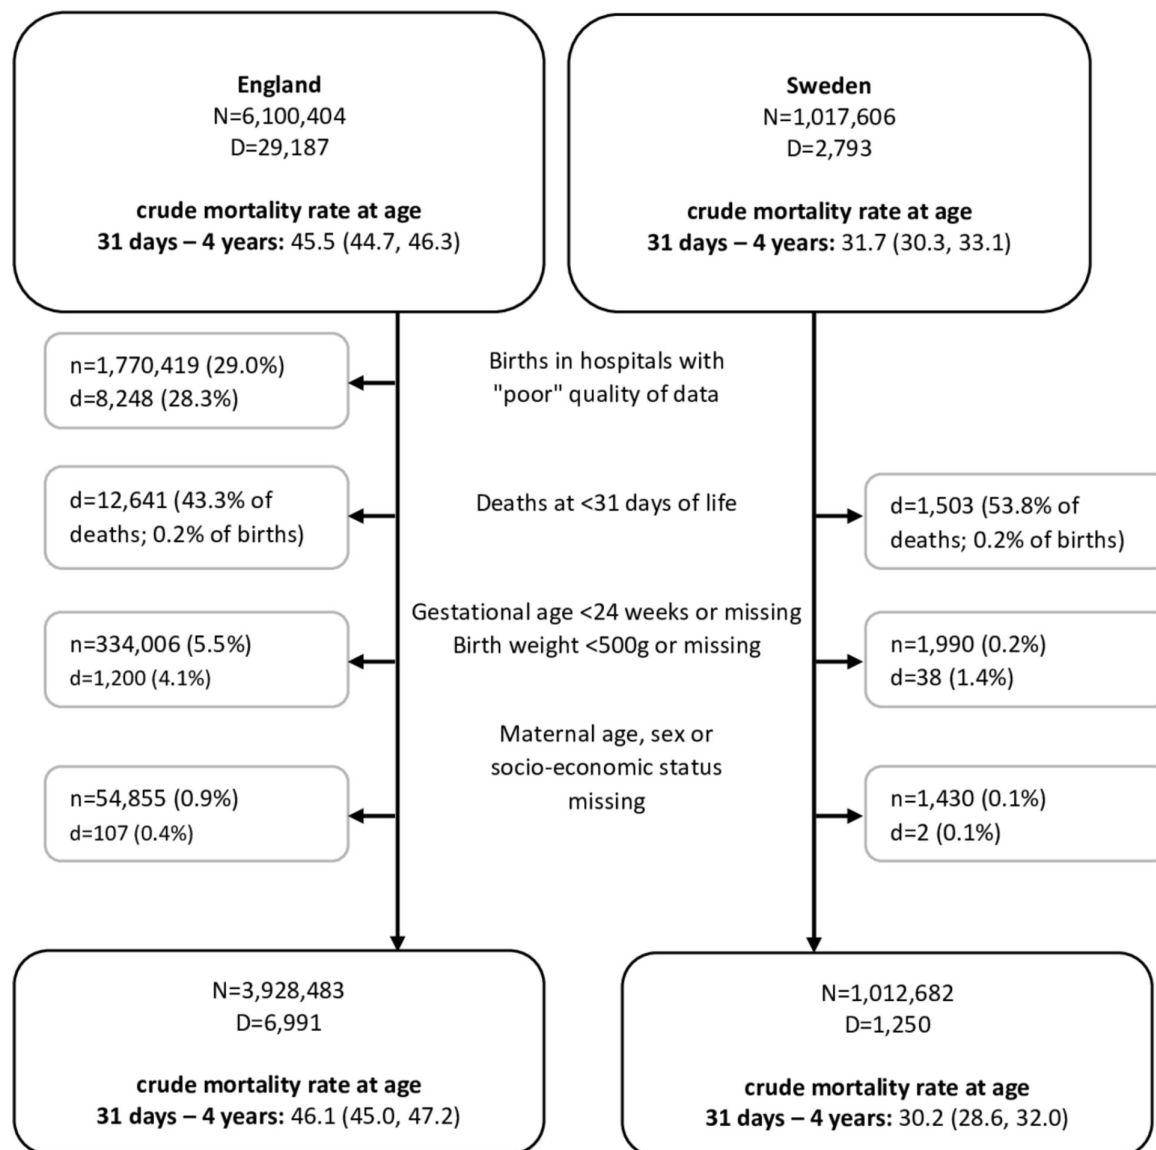 England
N=6,100,404
D=29,187
crude mortality rate at age
31 days – 4 years: 45.5 (44.7, 46.3)
Sweden
N=1,017,606
D=2,793
crude mortality rate at age
31 days – 4 years: 31.7 (30.3, 33.1)
n=1,770,419 (29.0%)
d=8,248 (28.3%)
Births in hospitals with
"poor" quality of data
d=12,641 (43.3% of
deaths; 0.2% of births)
Deaths at <31 days of life
d=1,503 (53.8% of
deaths; 0.2% of births)
n=334,006 (5.5%)
d=1,200 (4.1%)
Gestational age <24 weeks or missing
Birth weight <500g or missing
n=1,990 (0.2%)
d=38 (1.4%)
n=54,855 (0.9%)
d=107 (0.4%)
Maternal age, sex or
socio-economic status
missing
n=1,430 (0.1%)
d=2 (0.1%)
N=3,928,483
D=6,991
crude mortality rate at age
31 days – 4 years: 46.1 (45.0, 47.2)
N=1,012,682
D=1,250
crude mortality rate at age
31 days – 4 years: 30.2 (28.6, 32.0)